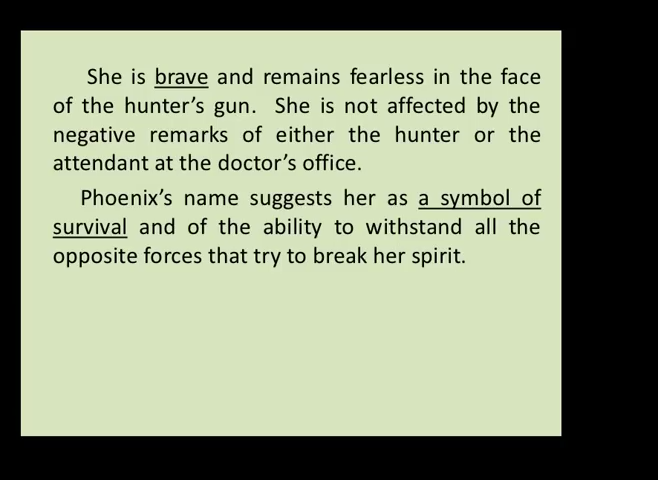 She is brave and remains fearless in the face
of the hunter’s gun. She is not affected by the
negative remarks of either the hunter or the
attendant at the doctor’s office.
Phoenix’s name suggests her as a symbol of
survival and of the ability to withstand all the
opposite forces that try to break her spirit.